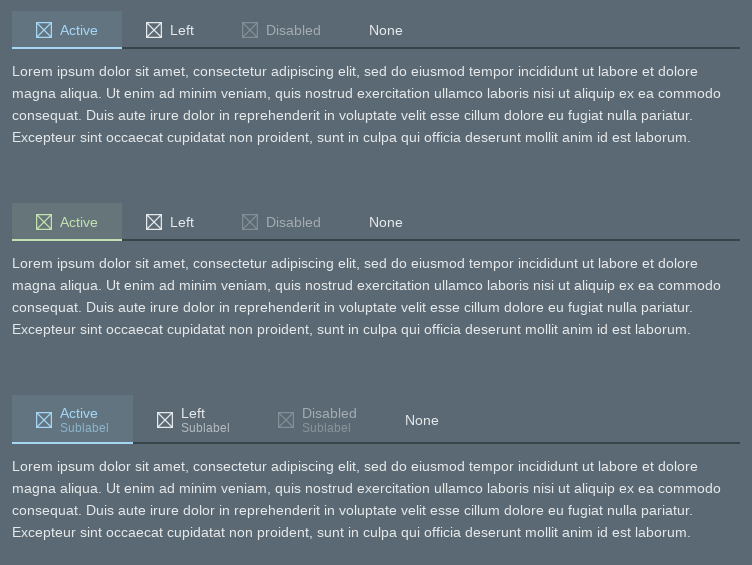 Active Left Disabled None
Lorem ipsum dolor sit amet, consectetur adipiscing elit, sed do eiusmod tempor incididunt ut labore et dolore
magna aliqua. Ut enim ad minim veniam, quis nostrud exercitation ullamco laboris nisi ut aliquip ex ea commodo
consequat. Duis aute irure dolor in reprehenderit in voluptate velit esse cillum dolore eu fugiat nulla pariatur.
Excepteur sint occaecat cupidatat non proident, sunt in culpa qui officia deserunt mollit anim id est laborum.
Active Left Disabled None
Lorem ipsum dolor sit amet, consectetur adipiscing elit, sed do eiusmod tempor incididunt ut labore et dolore
magna aliqua. Ut enim ad minim veniam, quis nostrud exercitation ullamco laboris nisi ut aliquip ex ea commodo
consequat. Duis aute irure dolor in reprehenderit in voluptate velit esse cillum dolore eu fugiat nulla pariatur.
Excepteur sint occaecat cupidatat non proident, sunt in culpa qui officia deserunt mollit anim id est laborum.
Active Left Disabled None
Sublabel Sublabel Sublabel
Lorem ipsum dolor sit amet, consectetur adipiscing elit, sed do eiusmod tempor incididunt ut labore et dolore
magna aliqua. Ut enim ad minim veniam, quis nostrud exercitation ullamco laboris nisi ut aliquip ex ea commodo
consequat. Duis aute irure dolor in reprehenderit in voluptate velit esse cillum dolore eu fugiat nulla pariatur.
Excepteur sint occaecat cupidatat non proident, sunt in culpa qui officia deserunt mollit anim id est laborum.